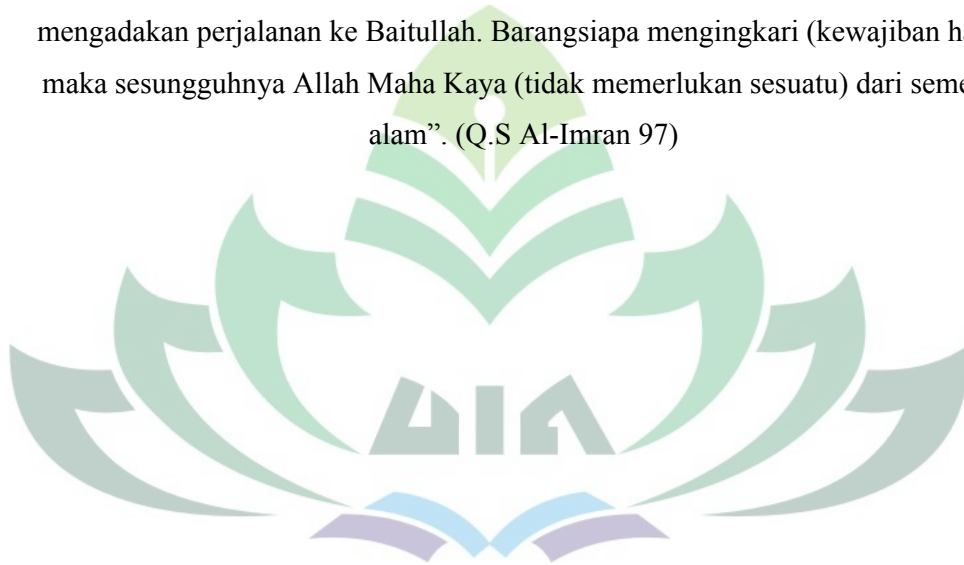 mengadakan perjalanan ke Baitullah. Barangsiapa mengingkari (kewajiban
maka sesungguhnya Allah Maha Kaya (tidak memerlukan sesuatu) dari
alam”. (Q.S Al-Imran 97)
UIN